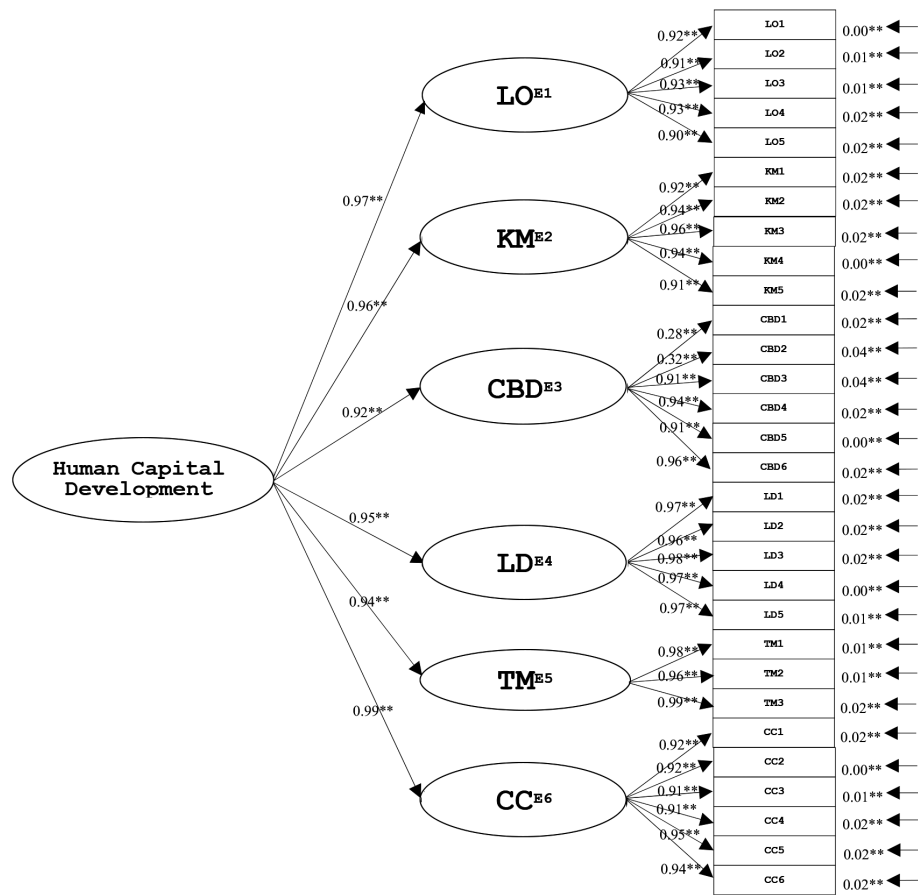 LO1
0.00**
0.92**
LO2
0.01**
0.91**
LO3
0.01**
0.93**
LOE1
LO4
0.02**
0.93**
LO5
0.02**
0.90**
KM1
0.02**
0.92**
KM2
0.02**
0.97**
0.94**
KM3
0.02**
KME2
0.96**
KM4
0.00**
0.94**
KM5
0.02**
0.91**
0.96**
CBD1
0.02**
0.28**
CBD2
0.04**
0.32**
CBD3
0.04**
CBDE3
0.91**
CBD4
0.02**
0.94**
0.92**
CBD5
0.00**
0.91**
CBD6
0.02**
0.96**
Human Capital
Development
LD1
0.02**
0.97**
LD2
0.02**
0.95**
0.96**
LD3
0.02**
LDE4
0.98**
LD4
0.00**
0.97**
LD5
0.01**
0.97**
0.94**
TM1
0.01**
0.98**
TM2
0.01**
TME5
0.96**
TM3
0.02**
0.99**
0.99**
CC1
0.02**
0.92**
CC2
0.00**
0.92**
CC3
0.01**
0.91**
CCE6
0.91**
CC4
0.02**
0.95**
CC5
0.02**
0.94**
CC6
0.02**